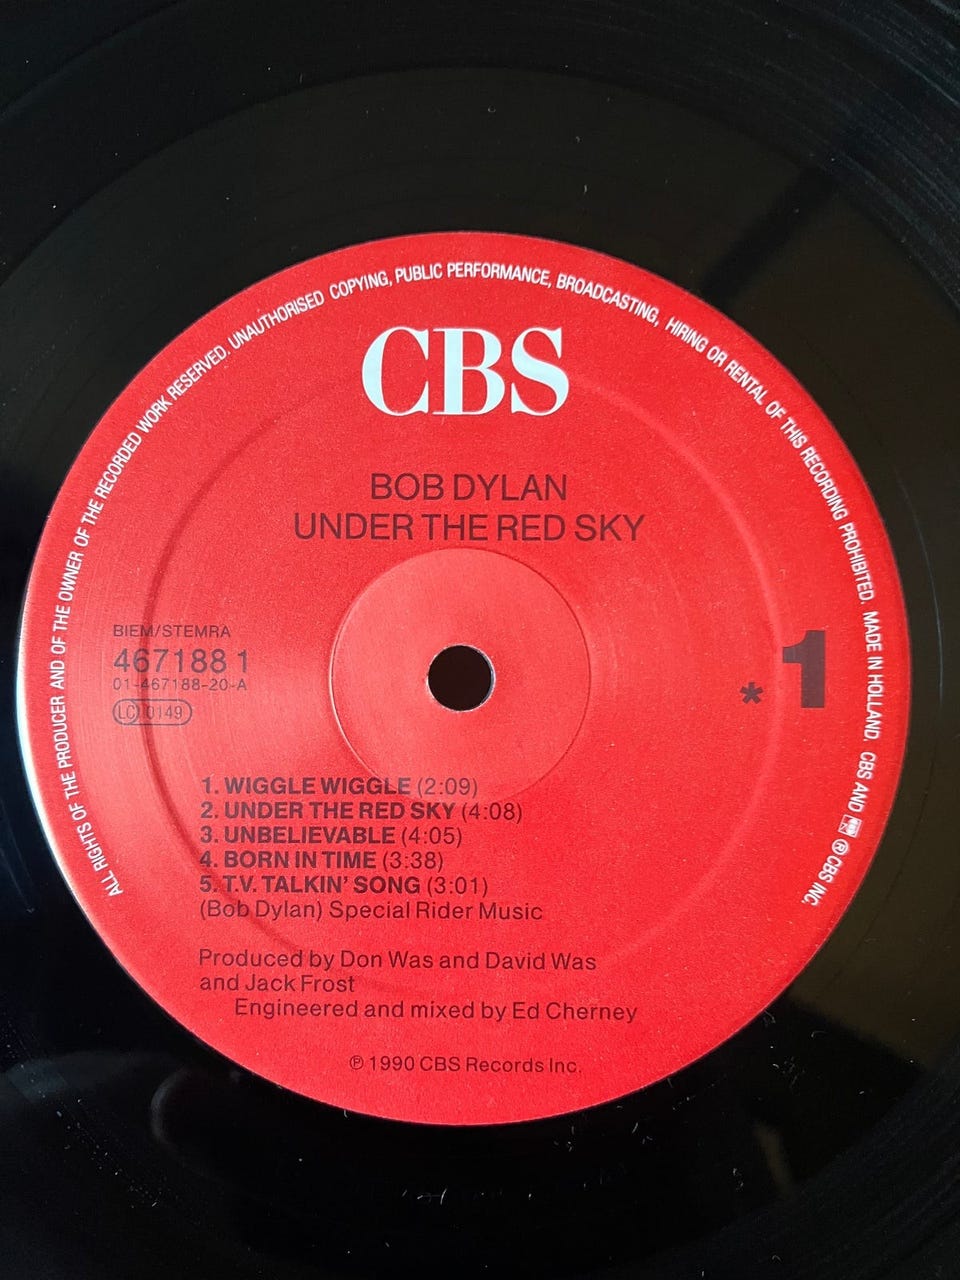 ALL RIGHTS OF THE PRODUCER AND OF THE OWNER OF THE RECORDED WORK RESERVED. UNAUTHORISED COPYING, PUBLIC PERFORMANCE, BROADCASTING, HIRING OR RENTAL OF THIS RECORDING PROHIBITED. MADE IN HOLLAND. CBS AND ® CBS INC.
CBS
BOB DYLAN
UNDER THE RED SKY
BIEM/STEMRA
467188 1
01-467188-20-A
LC 0149
* 1
1. WIGGLE WIGGLE (2:09)
2. UNDER THE RED SKY (4:08)
3. UNBELIEVABLE (4:05)
4. BORN IN TIME (3:38)
5. T.V. TALKIN' SONG (3:01)
(Bob Dylan) Special Rider Music
Produced by Don Was and David Was
and Jack Frost
Engineered and mixed by Ed Cherney
℗ 1990 CBS Records Inc.